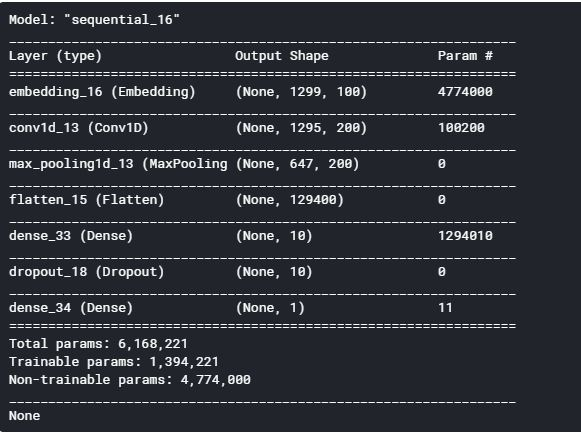 Model: "sequential_16"
_________________________________________________________________
Layer (type)                 Output Shape              Param #
=================================================================
embedding_16 (Embedding)     (None, 1299, 100)         4774000
_________________________________________________________________
conv1d_13 (Conv1D)           (None, 1295, 200)         100200
_________________________________________________________________
max_pooling1d_13 (MaxPooling (None, 647, 200)          0
_________________________________________________________________
flatten_15 (Flatten)         (None, 129400)            0
_________________________________________________________________
dense_33 (Dense)             (None, 10)                1294010
_________________________________________________________________
dropout_18 (Dropout)         (None, 10)                0
_________________________________________________________________
dense_34 (Dense)             (None, 1)                 11
=================================================================
Total params: 6,168,221
Trainable params: 1,394,221
Non-trainable params: 4,774,000
_________________________________________________________________
None